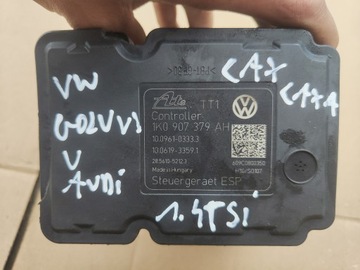 VW
GOLV VI
V
AUDi
CAX
CAXA
1.4TSi
Ate TT1
Controller
1K0 907 379 AH
10.0961-0333.3
10.0619-3359.1
28.5610-5212.3
Made in Hungary
Steuergeraet ESP